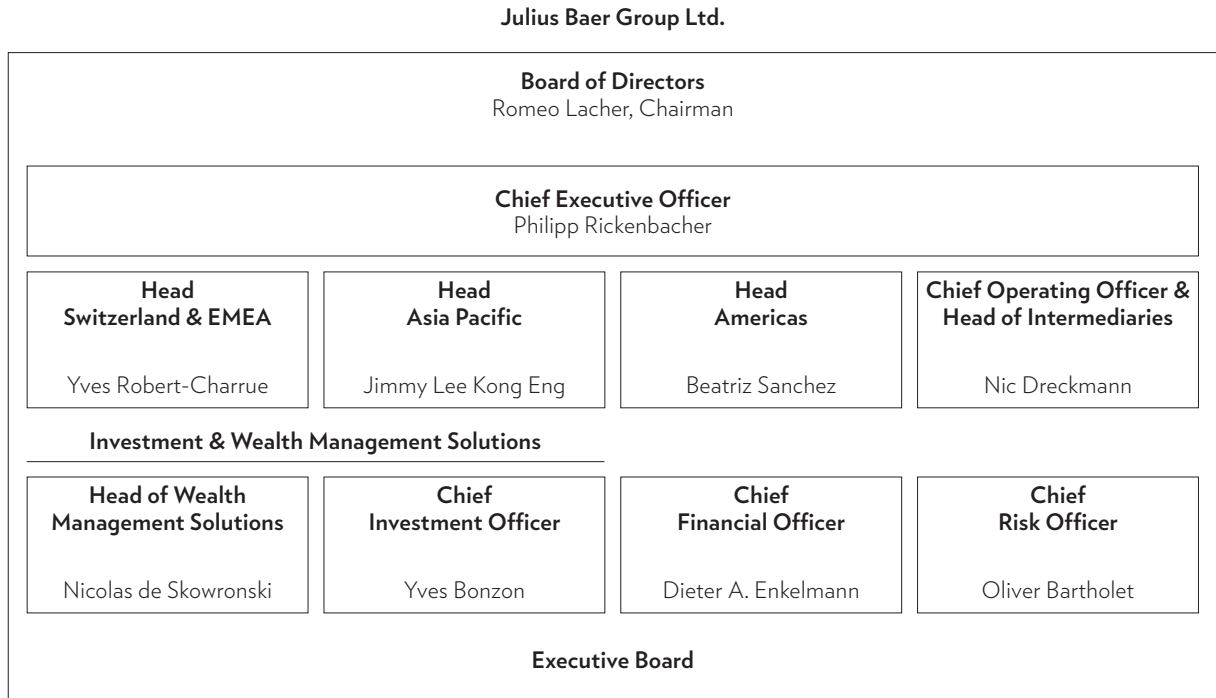 Julius Baer Group Ltd.
Board of Directors
Romeo Lacher, Chairman
Chief Executive Officer
Philipp Rickenbacher
Head
Switzerland & EMEA
Yves Robert-Charrue
Head
Asia Pacific
Jimmy Lee Kong Eng
Head
Americas
Beatriz Sanchez
Chief Operating Officer &
Head of Intermediaries
Nic Dreckmann
Investment & Wealth Management Solutions
Head of Wealth
Management Solutions
Nicolas de Skowronski
Chief
Investment Officer
Yves Bonzon
Chief
Financial Officer
Dieter A. Enkelmann
Chief
Risk Officer
Oliver Bartholet
Executive Board